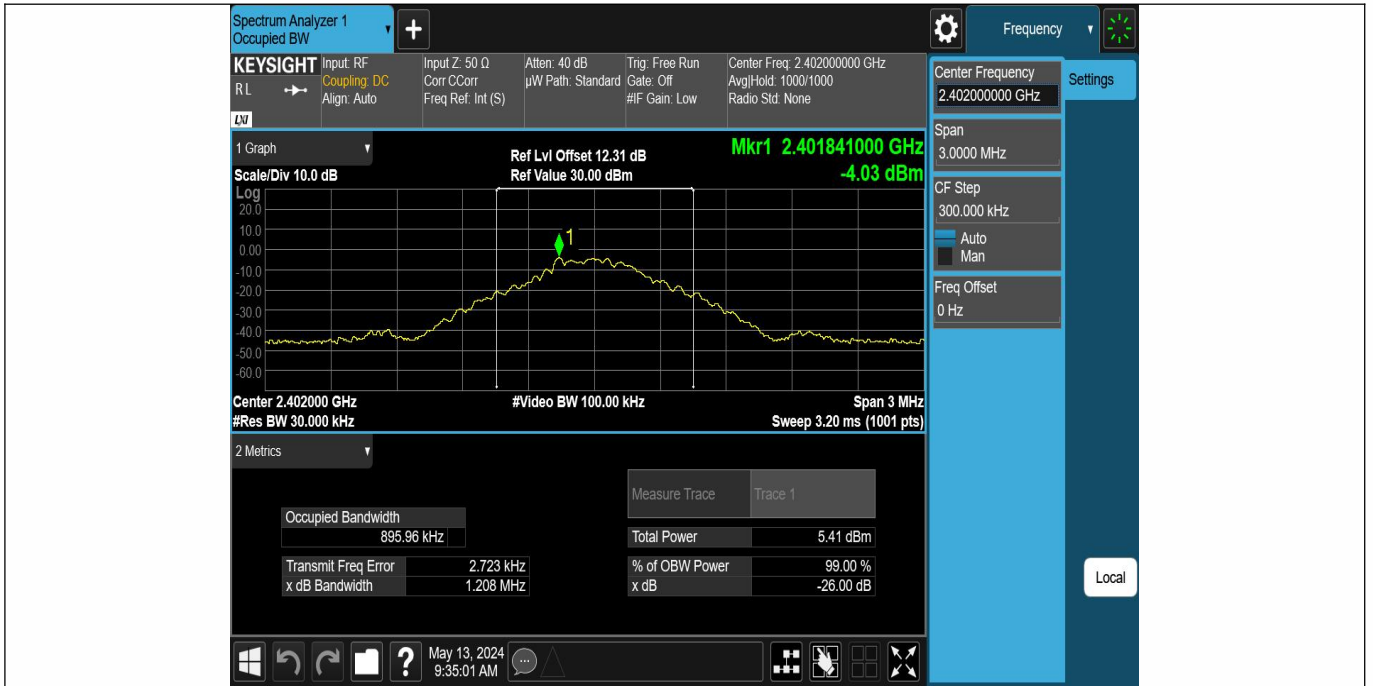 Spectrum Analyzer 1
Occupied BW
+
Frequency
KEYSIGHT
RL
LXI
Input: RF
Coupling: DC
Align: Auto
Input Z: 50 Ω
Corr CCorr
Freq Ref: Int (S)
Atten: 40 dB
µW Path: Standard
Trig: Free Run
Gate: Off
#IF Gain: Low
Center Freq: 2.402000000 GHz
Avg|Hold: 1000/1000
Radio Std: None
Center Frequency
2.402000000 GHz
Settings
Span
3.0000 MHz
CF Step
300.000 kHz
Auto
Man
Freq Offset
0 Hz
Local
1 Graph
Scale/Div 10.0 dB
Ref Lvl Offset 12.31 dB
Ref Value 30.00 dBm
Mkr1 2.401841000 GHz
-4.03 dBm
Log
20.0
10.0
0.00
-10.0
-20.0
-30.0
-40.0
-50.0
-60.0
1
Center 2.402000 GHz
#Res BW 30.000 kHz
#Video BW 100.00 kHz
Span 3 MHz
Sweep 3.20 ms (1001 pts)
2 Metrics
Measure Trace Trace 1
Occupied Bandwidth
895.96 kHz
Total Power 5.41 dBm
Transmit Freq Error 2.723 kHz
% of OBW Power 99.00 %
x dB Bandwidth 1.208 MHz
x dB -26.00 dB
?
May 13, 2024
9:35:01 AM